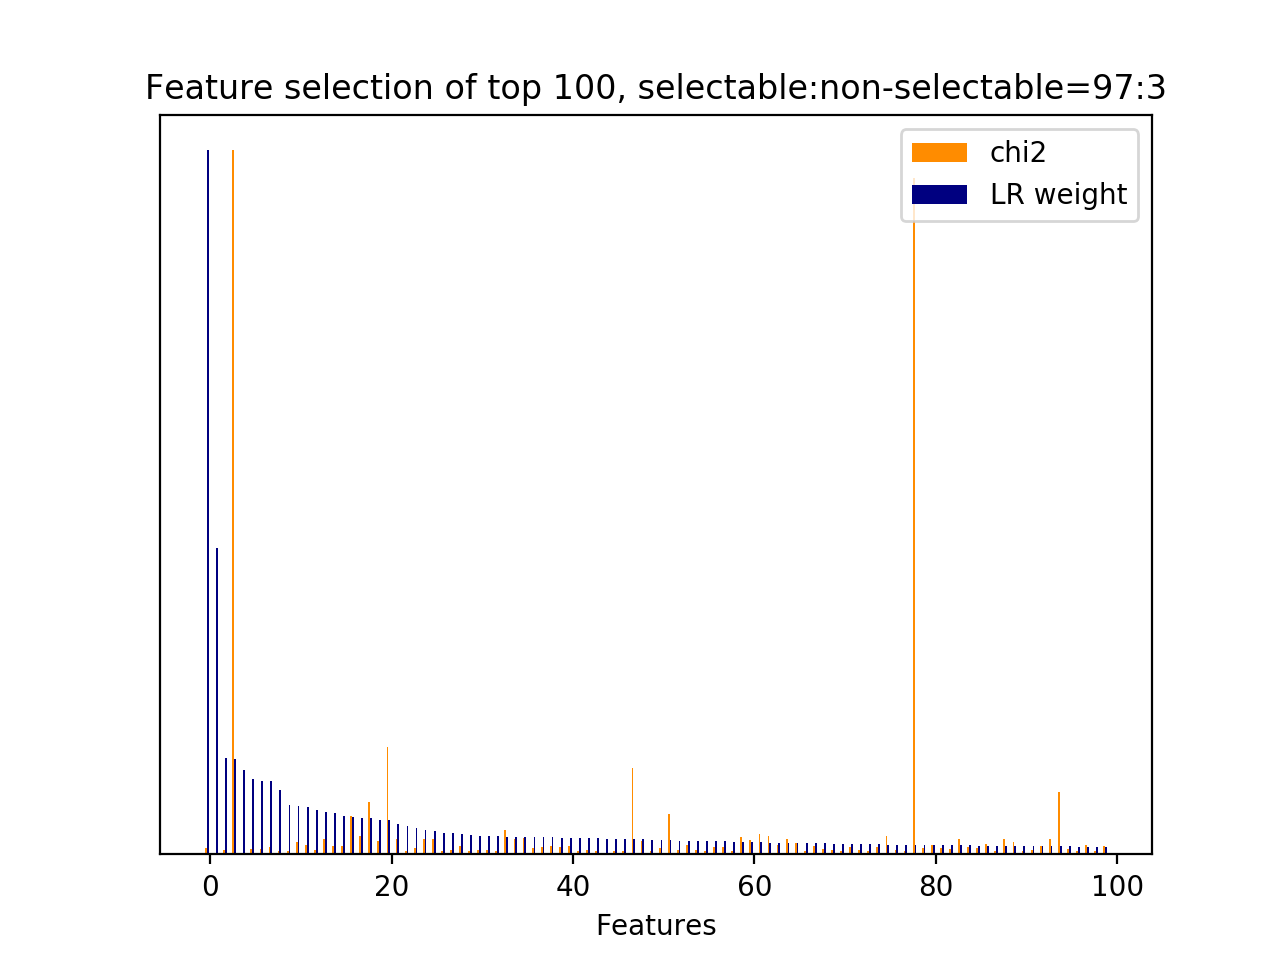 Feature selection of top 100, selectable:non-selectable=97:3
chi2
LR weight
0 20 40 60 80 100
Features